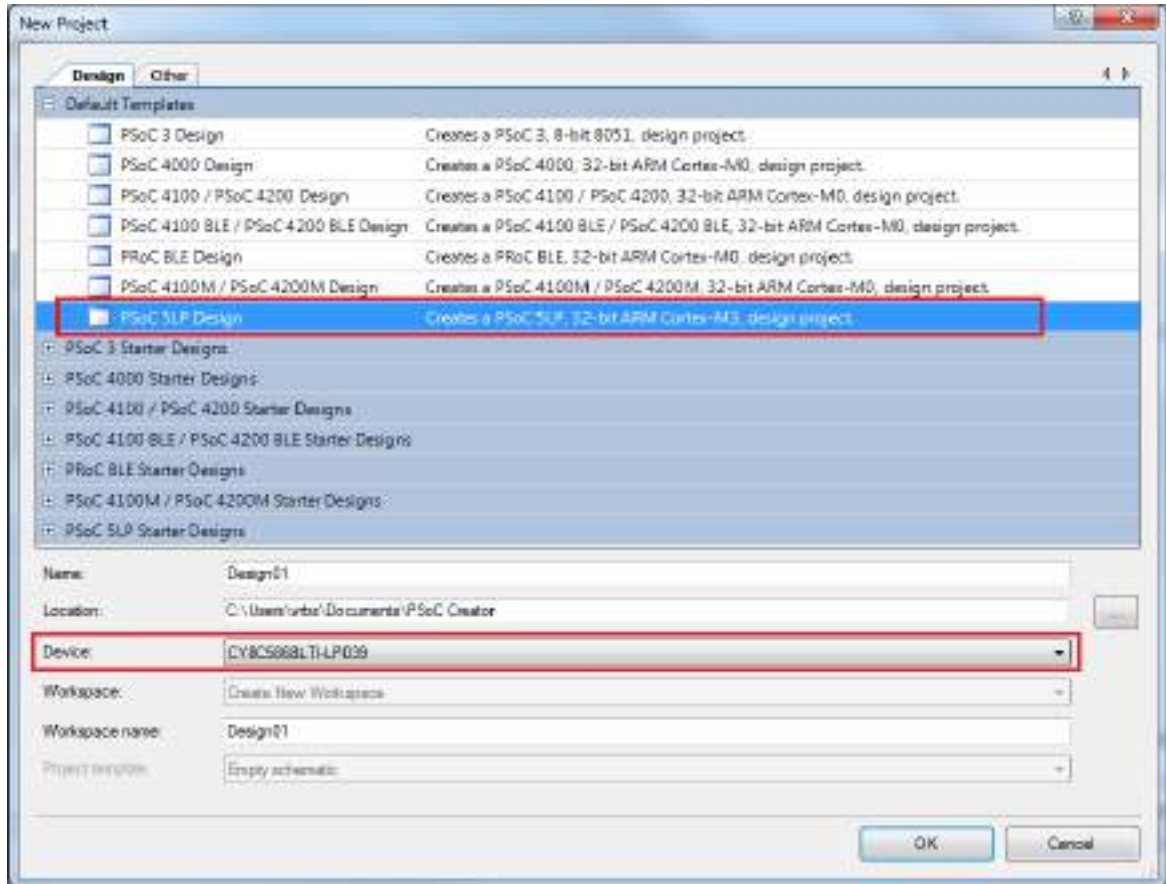 New Project
Design Other
Default Templates
PSoC 3 Design Creates a PSoC 3, 8-bit 8051, design project.
PSoC 4000 Design Creates a PSoC 4000, 32-bit ARM Cortex-M0, design project.
PSoC 4100 / PSoC 4200 Design Creates a PSoC 4100 / PSoC 4200, 32-bit ARM Cortex-M0, design project.
PSoC 4100 BLE / PSoC 4200 BLE Design Creates a PSoC 4100 BLE / PSoC 4200 BLE, 32-bit ARM Cortex-M0, design project.
PRoC BLE Design Creates a PRoC BLE, 32-bit ARM Cortex-M0, design project.
PSoC 4100M / PSoC 4200M Design Creates a PSoC 4100M / PSoC 4200M, 32-bit ARM Cortex-M0, design project.
PSoC 5LP Design Creates a PSoC 5LP, 32-bit ARM Cortex-M3, design project.
PSoC 3 Starter Designs
PSoC 4000 Starter Designs
PSoC 4100 / PSoC 4200 Starter Designs
PSoC 4100 BLE / PSoC 4200 BLE Starter Designs
PRoC BLE Starter Designs
PSoC 4100M / PSoC 4200M Starter Designs
PSoC 5LP Starter Designs
Name: Design01
Location: C:\Users\ \Documents\PSoC Creator
...
Device: CY8C5868LTI-LP039
Workspace: Create New Workspace
Workspace name: Design01
Project template: Empty schematic
OK Cancel